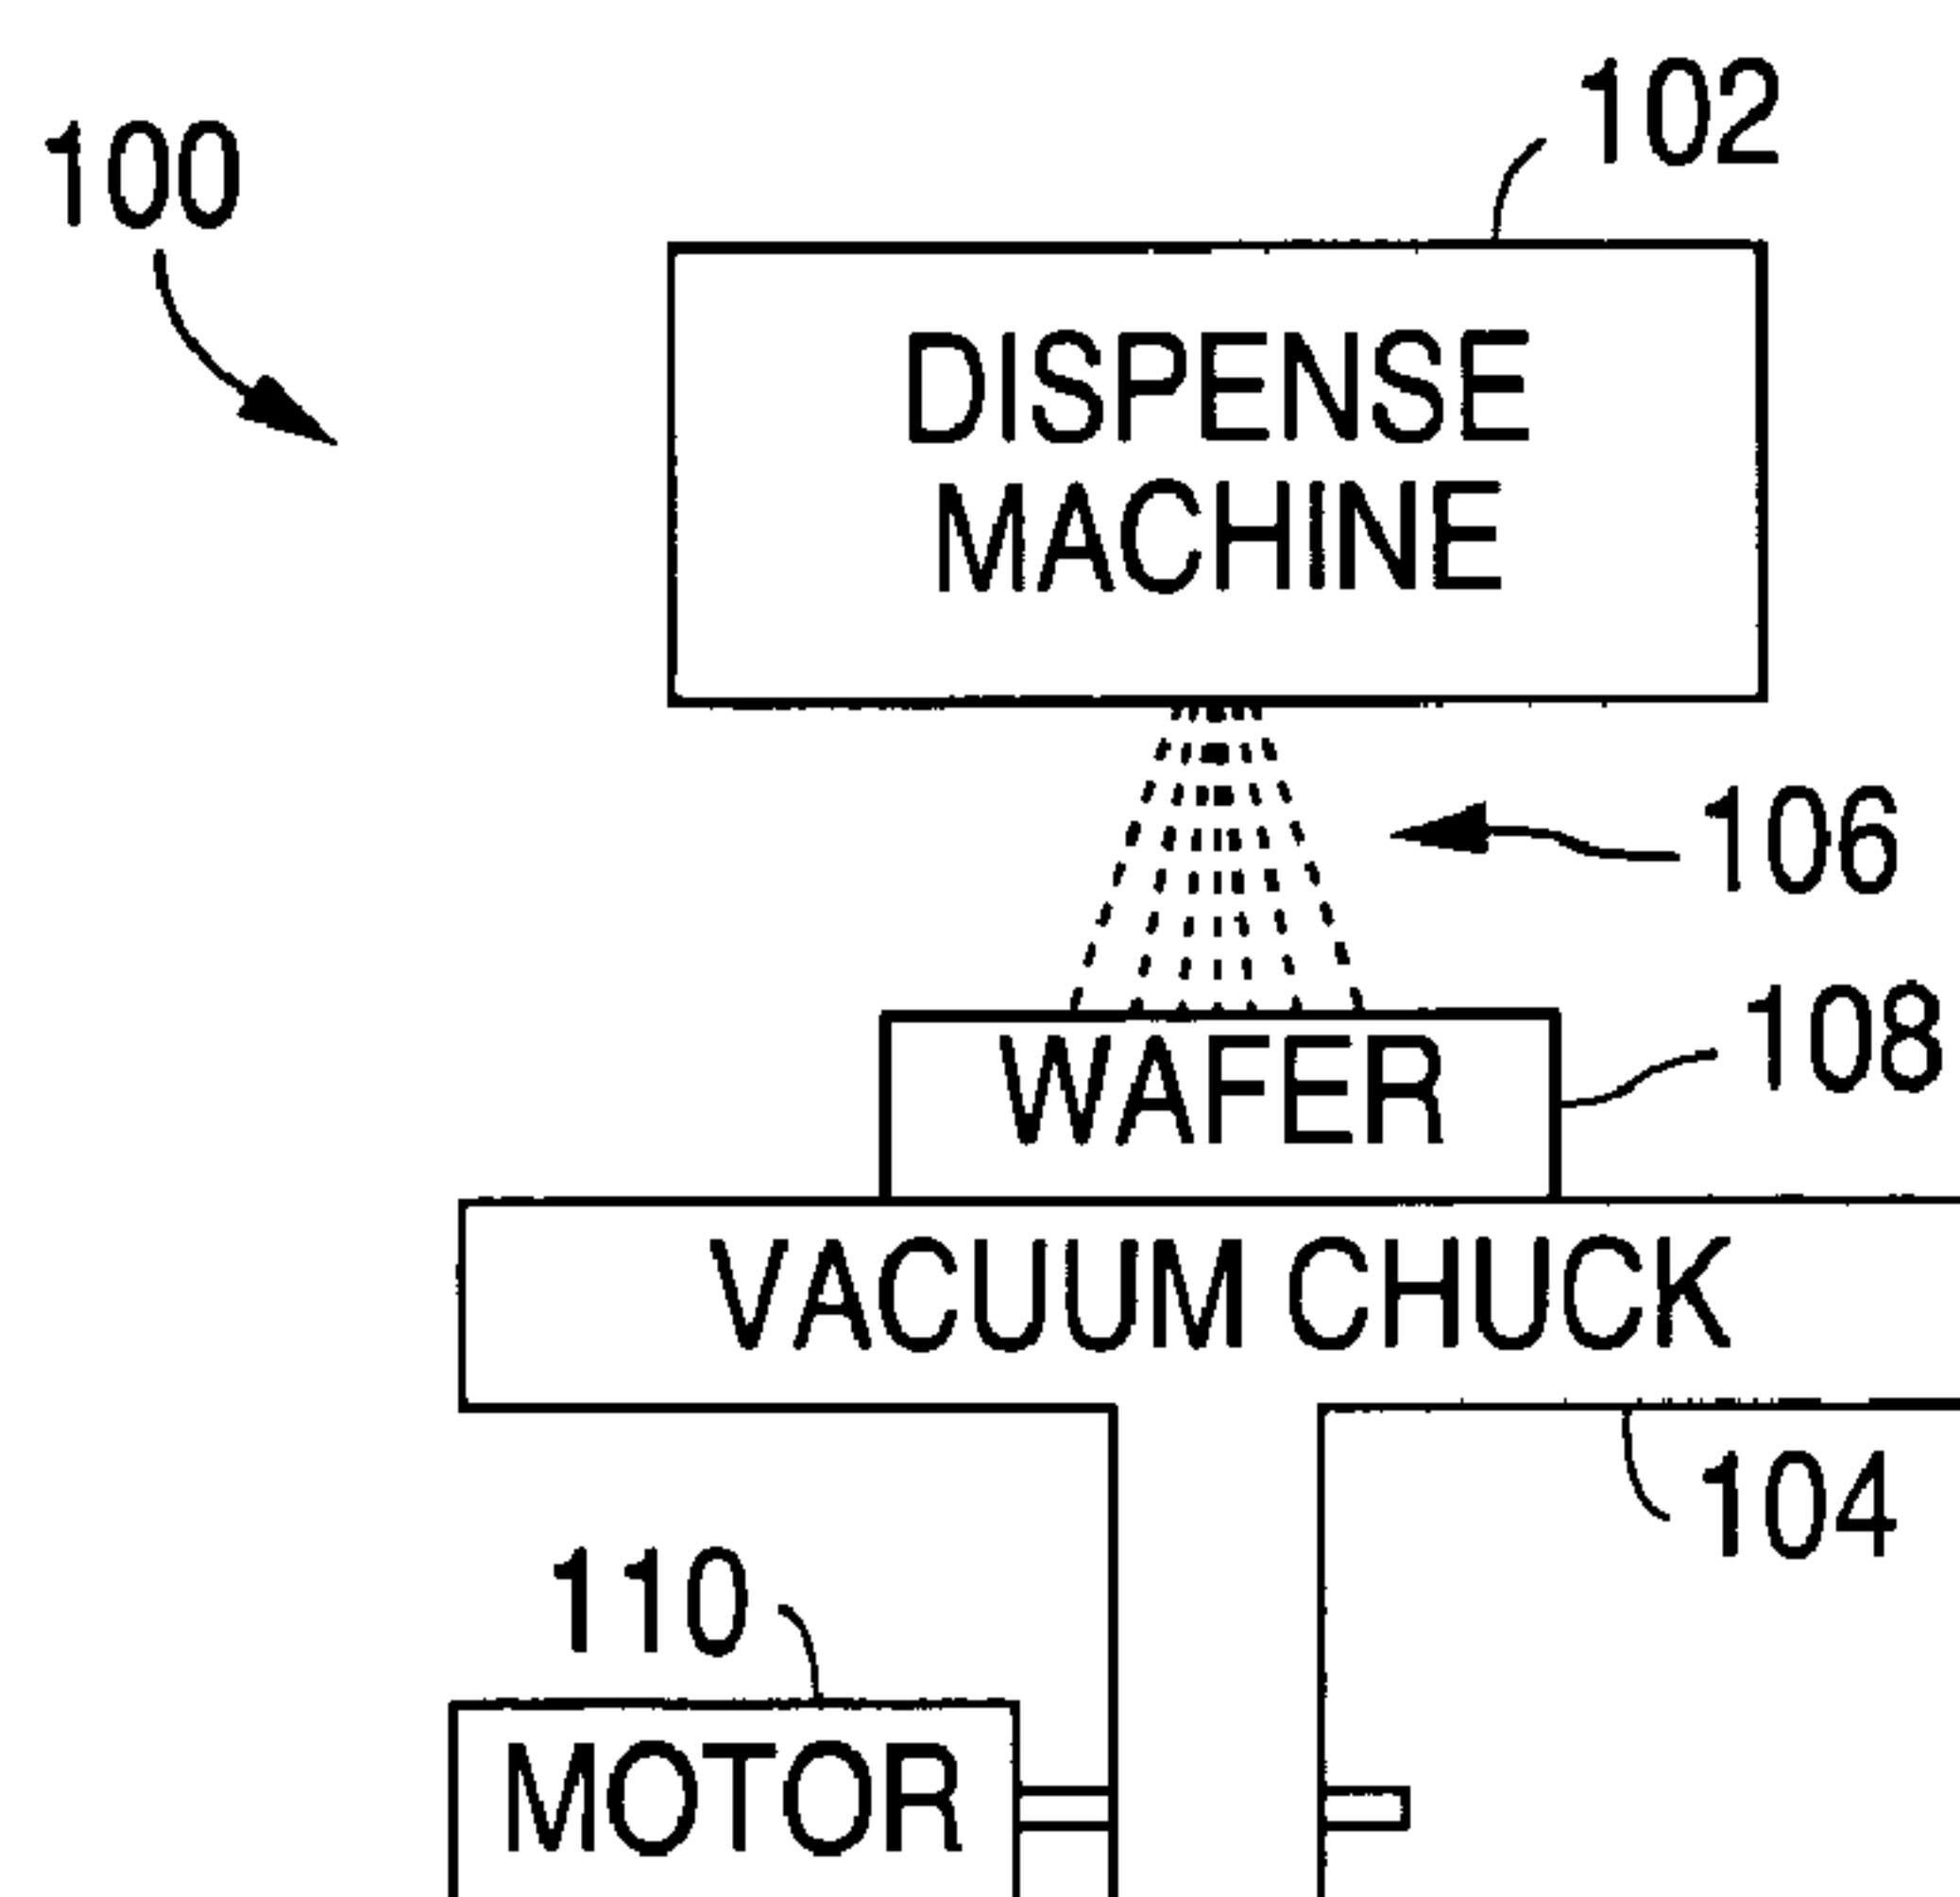 102
100
DISPENSE
MACHINE
106
108
WAFER
VACUUM CHUCK
104
110
MOTOR